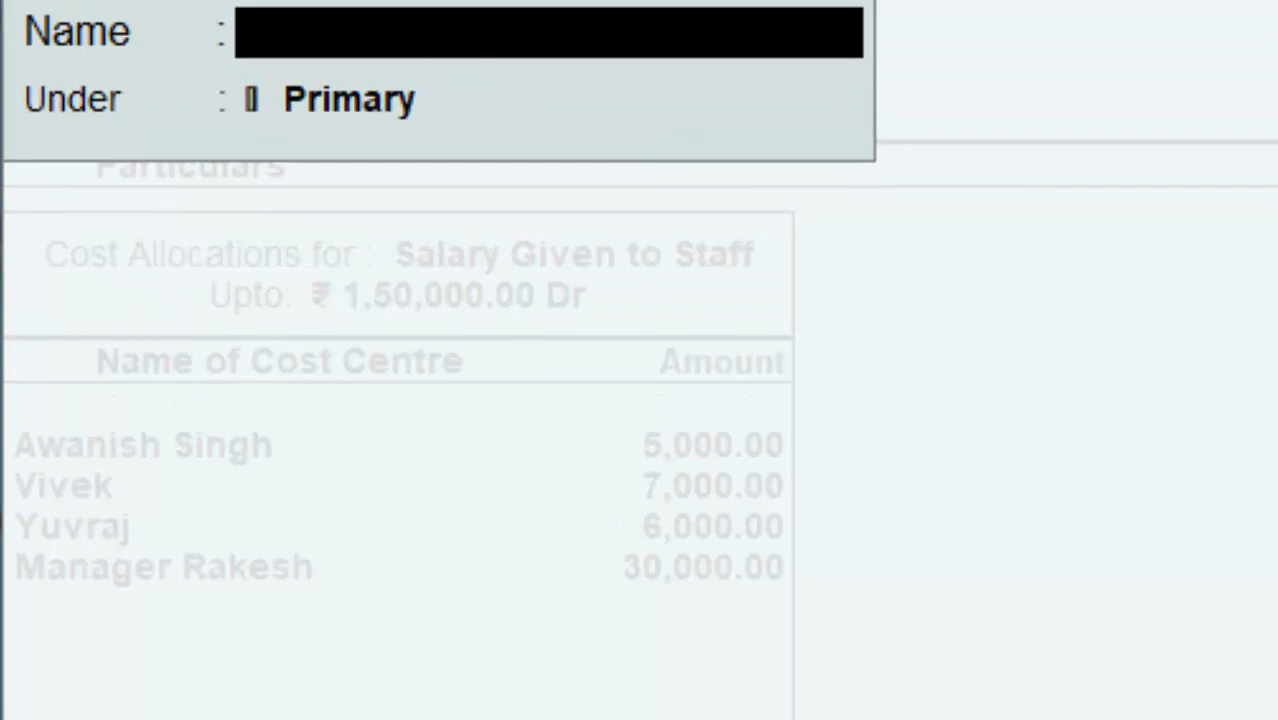 Name :
Under : Primary
Particulars
Cost Allocations for : Salary Given to Staff
Upto: ₹ 1,50,000.00 Dr
Name of Cost Centre Amount
Awanish Singh 5,000.00
Vivek 7,000.00
Yuvraj 6,000.00
Manager Rakesh 30,000.00